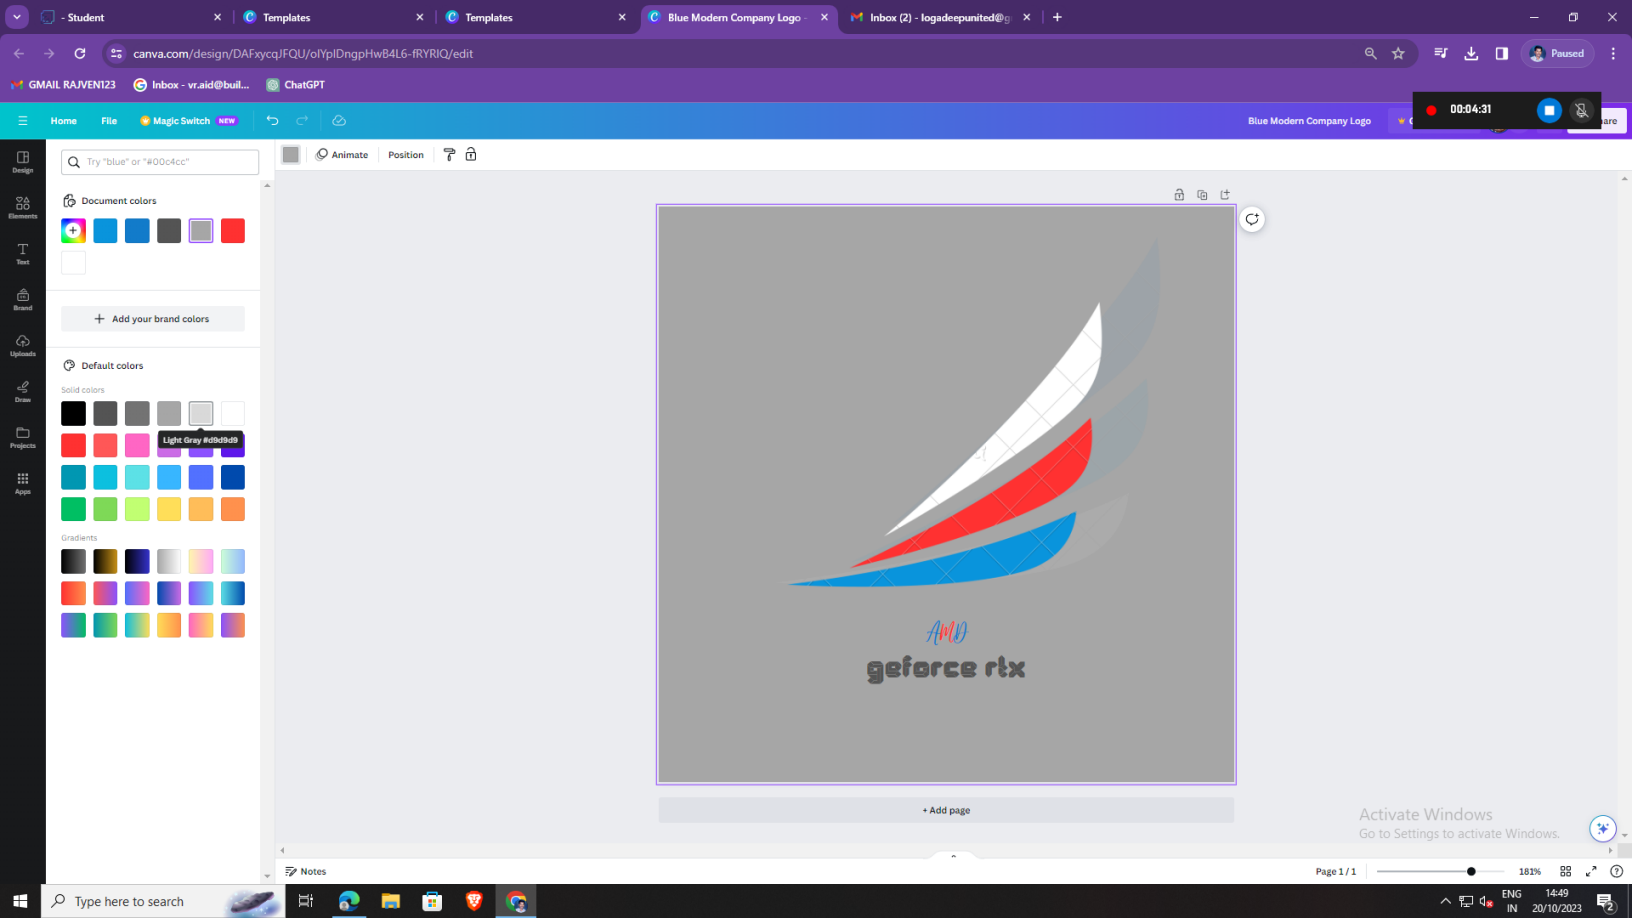 - Student
Templates
Templates
Blue Modern Company Logo -
Inbox (2) - logadeepunited@g
canva.com/design/DAFxycqJFQU/oIYpIDngpHwB4L6-fRYRIQ/edit
Paused
GMAIL RAJVEN123
Inbox - vr.aid@buil...
ChatGPT
00:04:31
Home
File
Magic Switch
NEW
Blue Modern Company Logo
are
Design
Elements
Text
Brand
Uploads
Draw
Projects
Apps
Try "blue" or "#00c4cc"
Animate
Position
Document colors
+ Add your brand colors
Default colors
Solid colors
Light Gray #d9d9d9
Gradients
AMD
geforce rtx
+ Add page
Activate Windows
Go to Settings to activate Windows.
Notes
Page 1 / 1
181%
Type here to search
ENG
IN
14:49
20/10/2023
2